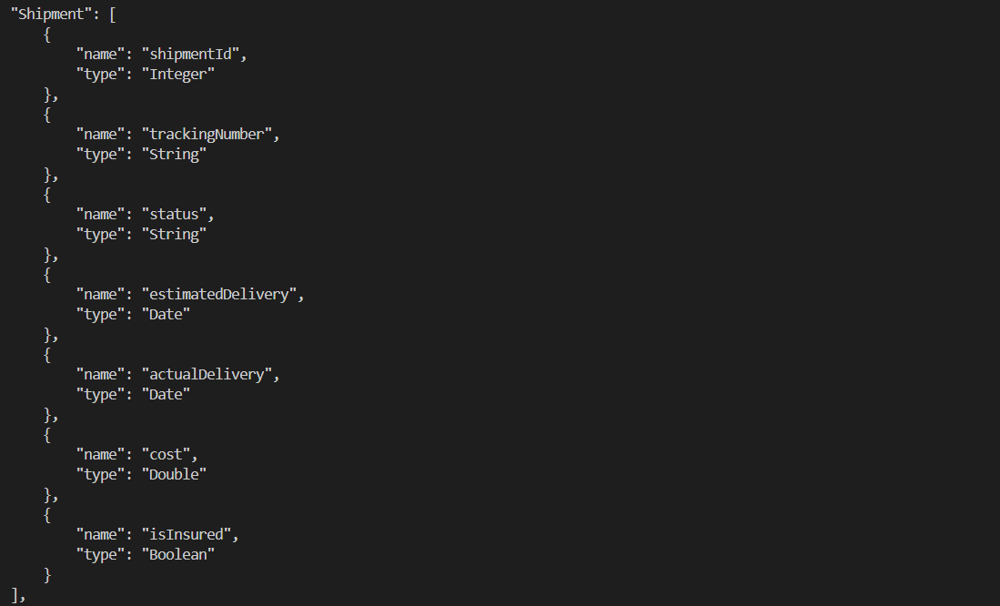 "Shipment": [
    {
        "name": "shipmentId",
        "type": "Integer"
    },
    {
        "name": "trackingNumber",
        "type": "String"
    },
    {
        "name": "status",
        "type": "String"
    },
    {
        "name": "estimatedDelivery",
        "type": "Date"
    },
    {
        "name": "actualDelivery",
        "type": "Date"
    },
    {
        "name": "cost",
        "type": "Double"
    },
    {
        "name": "isInsured",
        "type": "Boolean"
    }
],